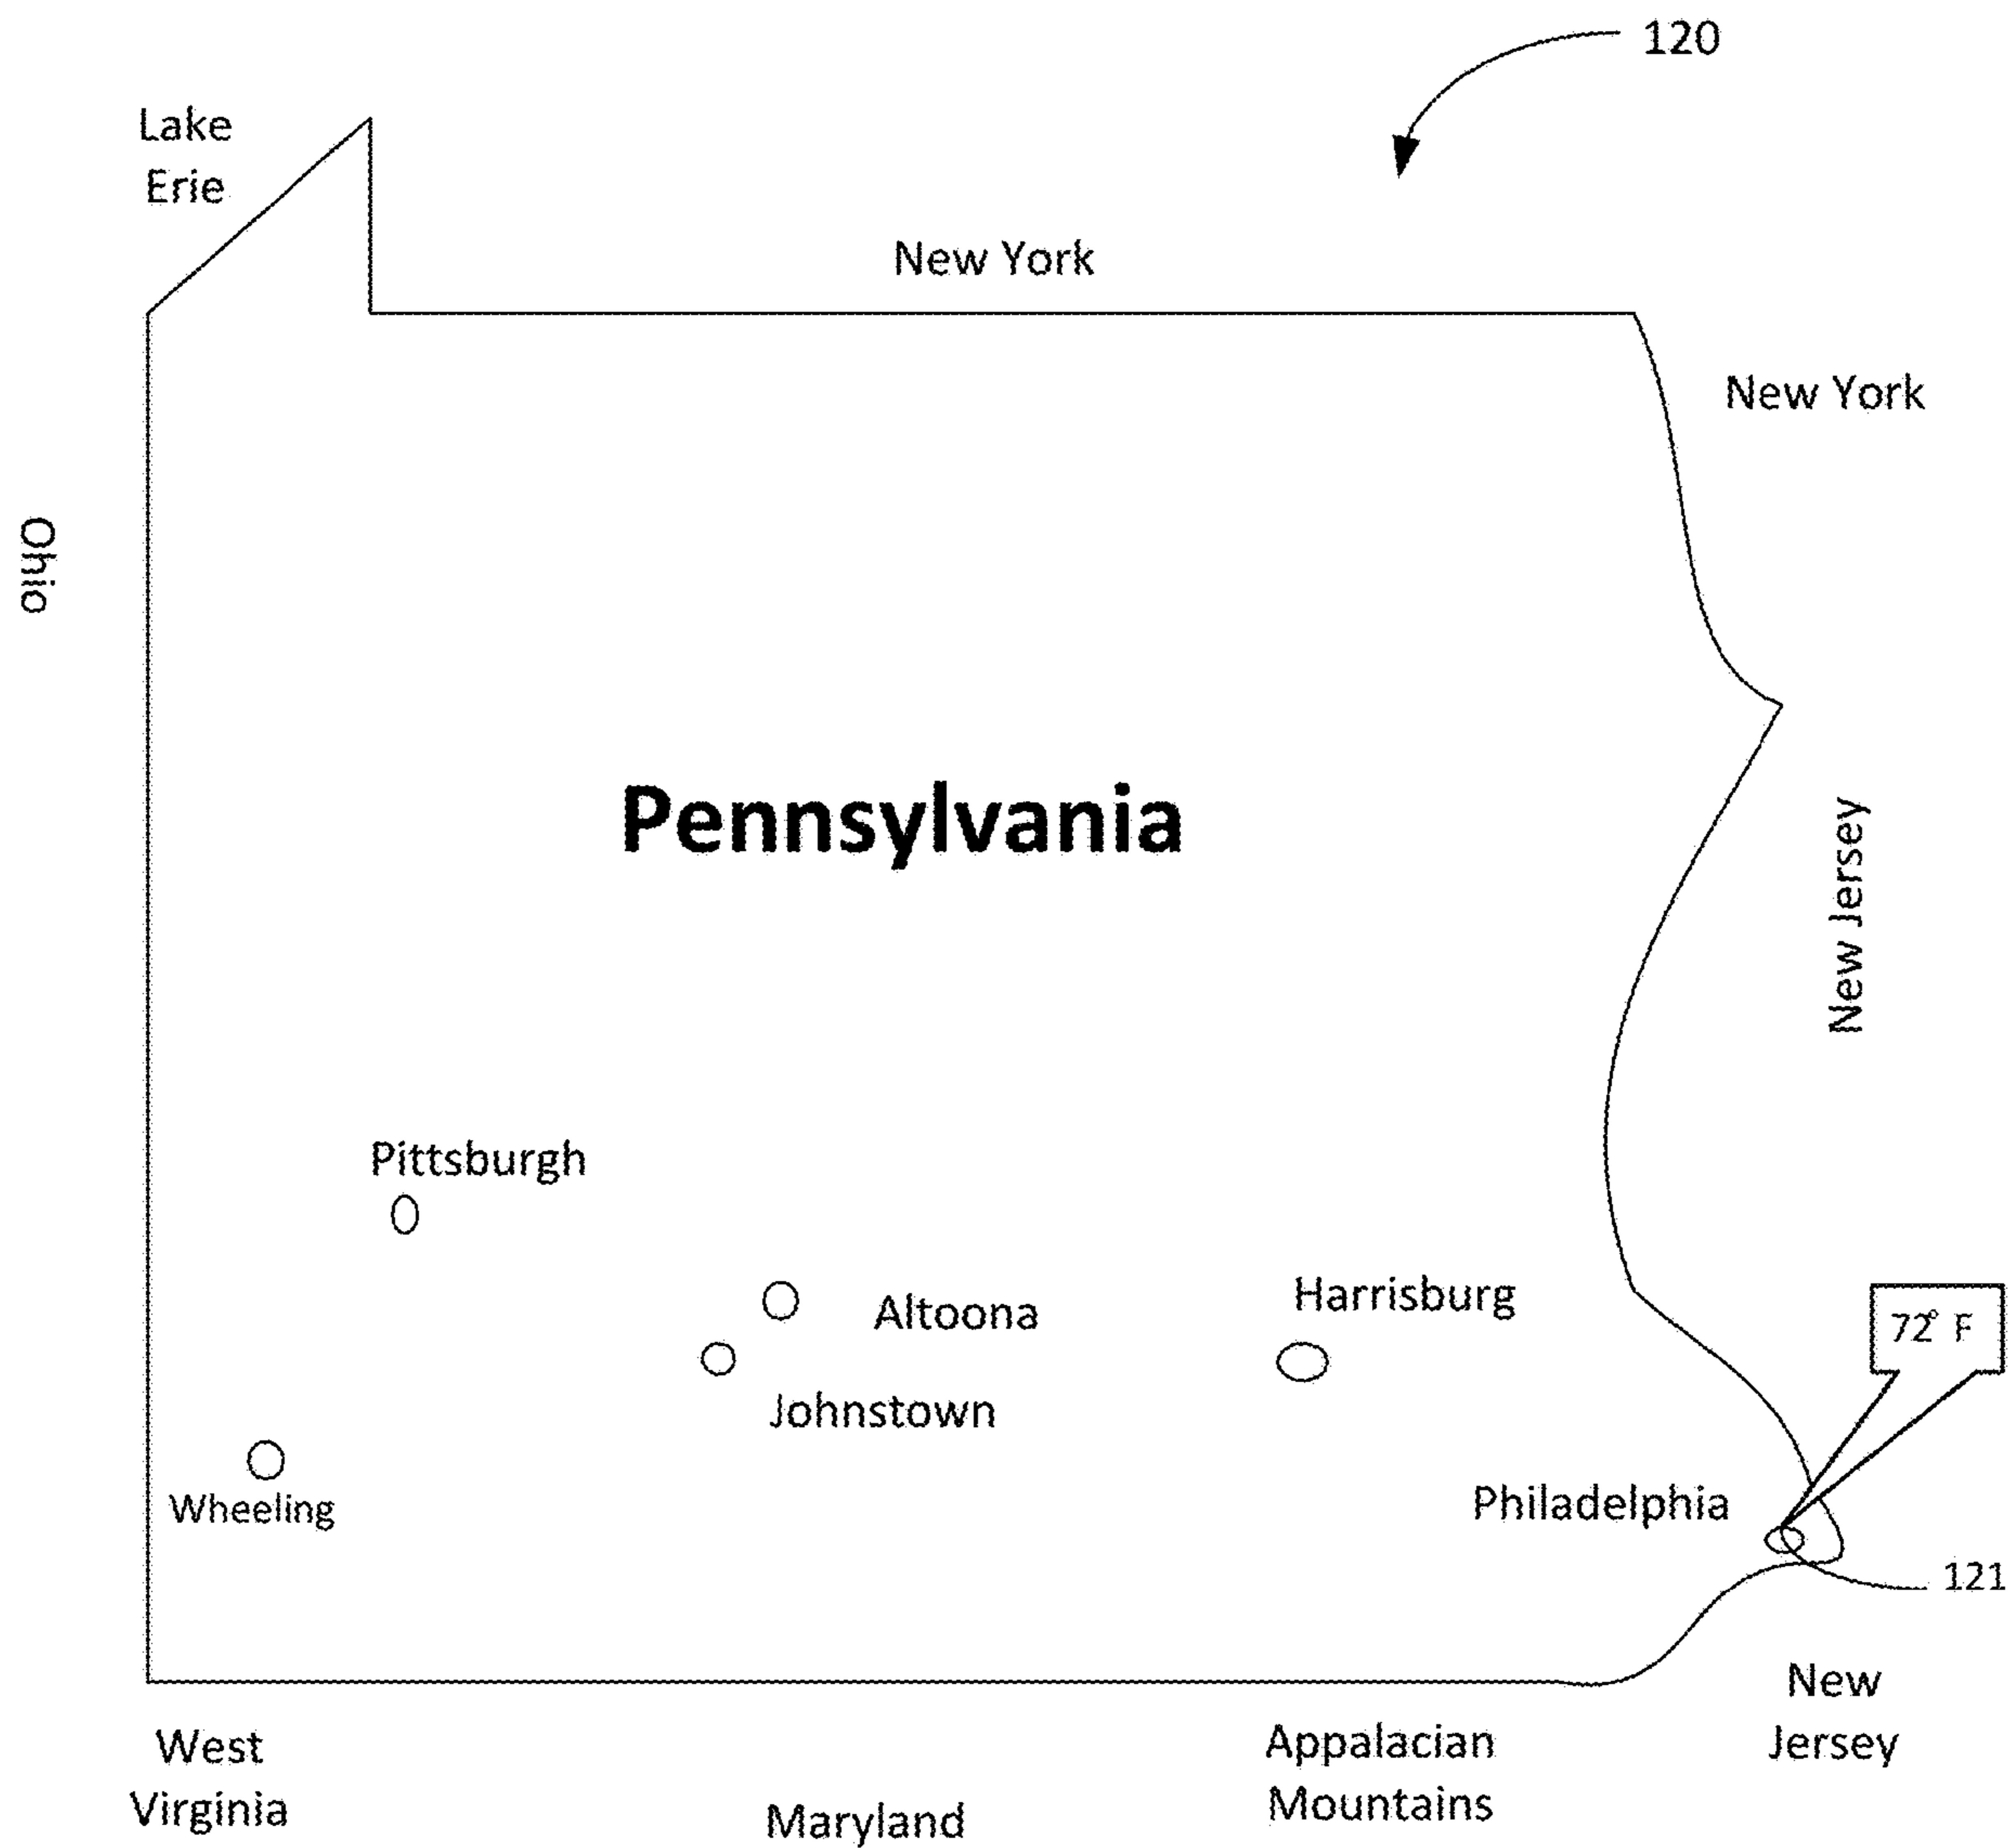 120
Lake
Erie
New York
New York
Ohio
Pennsylvania
New Jersey
Pittsburgh
Altoona
Harrisburg
72° F
Johnstown
Wheeling
Philadelphia
121
West
Virginia
Maryland
Appalacian
Mountains
New
Jersey